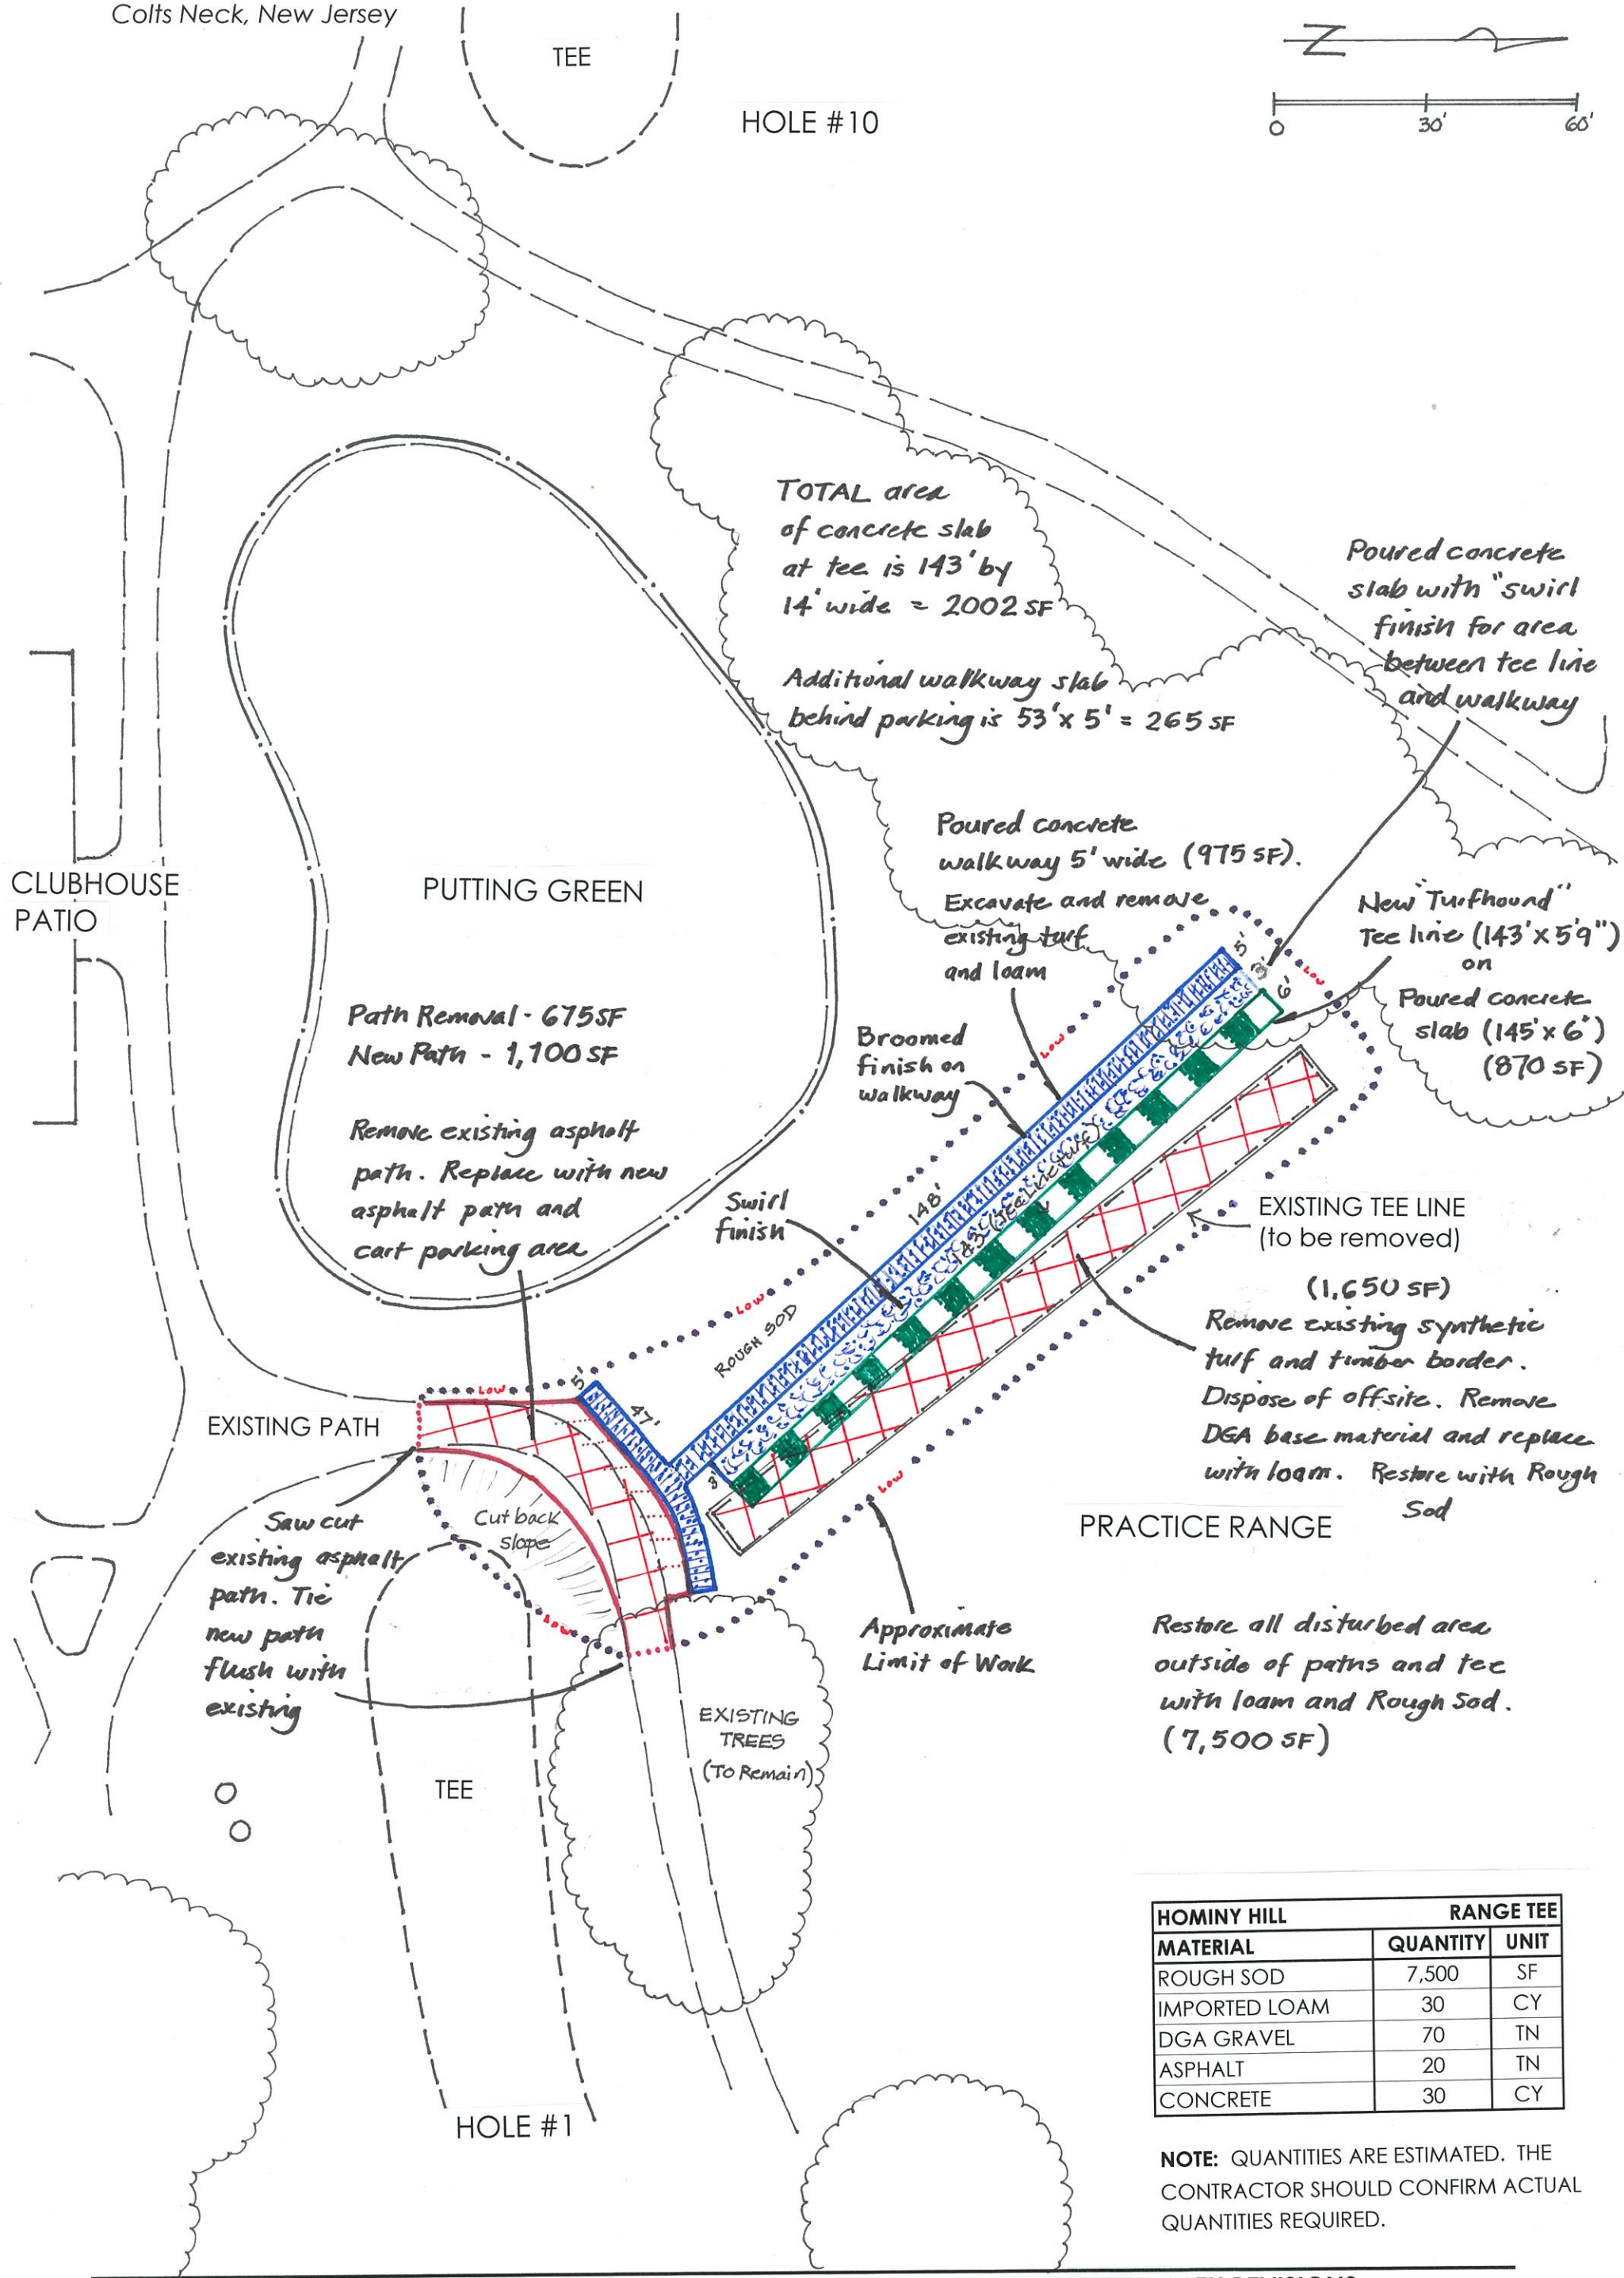 Colts Neck, New Jersey
TEE
HOLE #10
N
0 30' 60'
TOTAL area
of concrete slab
at tee is 143' by
14' wide = 2002 SF
Additional walkway slab
behind parking is 53' x 5' = 265 SF
Poured concrete
slab with "swirl
finish for area
between tee line
and walkway
CLUBHOUSE
PATIO
PUTTING GREEN
Path Removal - 675 SF
New Path - 1,100 SF
Remove existing asphalt
path. Replace with new
asphalt path and
cart parking area
Poured concrete
walkway 5' wide (975 SF).
Excavate and remove
existing turf
and loam
Broomed
finish on
walkway
Swirl
finish
New "Turfhound"
Tee line (143' x 5'9")
on
Poured concrete
slab (145' x 6')
(870 SF)
5'
3'
6'
LOW
LOW
148'
143' (Tee Line turf)
ROUGH SOD
LOW
LOW
5'
47'
3'
LOW
EXISTING TEE LINE
(to be removed)
(1,650 SF)
Remove existing synthetic
turf and timber border.
Dispose of offsite. Remove
DGA base material and replace
with loam. Restore with Rough
Sod
EXISTING PATH
Cut back
slope
LOW
Saw cut
existing asphalt
path. Tie
new path
flush with
existing
PRACTICE RANGE
Approximate
Limit of Work
Restore all disturbed area
outside of paths and tee
with loam and Rough Sod.
(7,500 SF)
EXISTING
TREES
(To Remain)
TEE
HOLE #1
HOMINY HILL RANGE TEE
MATERIAL QUANTITY UNIT
ROUGH SOD 7,500 SF
IMPORTED LOAM 30 CY
DGA GRAVEL 70 TN
ASPHALT 20 TN
CONCRETE 30 CY
NOTE: QUANTITIES ARE ESTIMATED. THE
CONTRACTOR SHOULD CONFIRM ACTUAL
QUANTITIES REQUIRED.